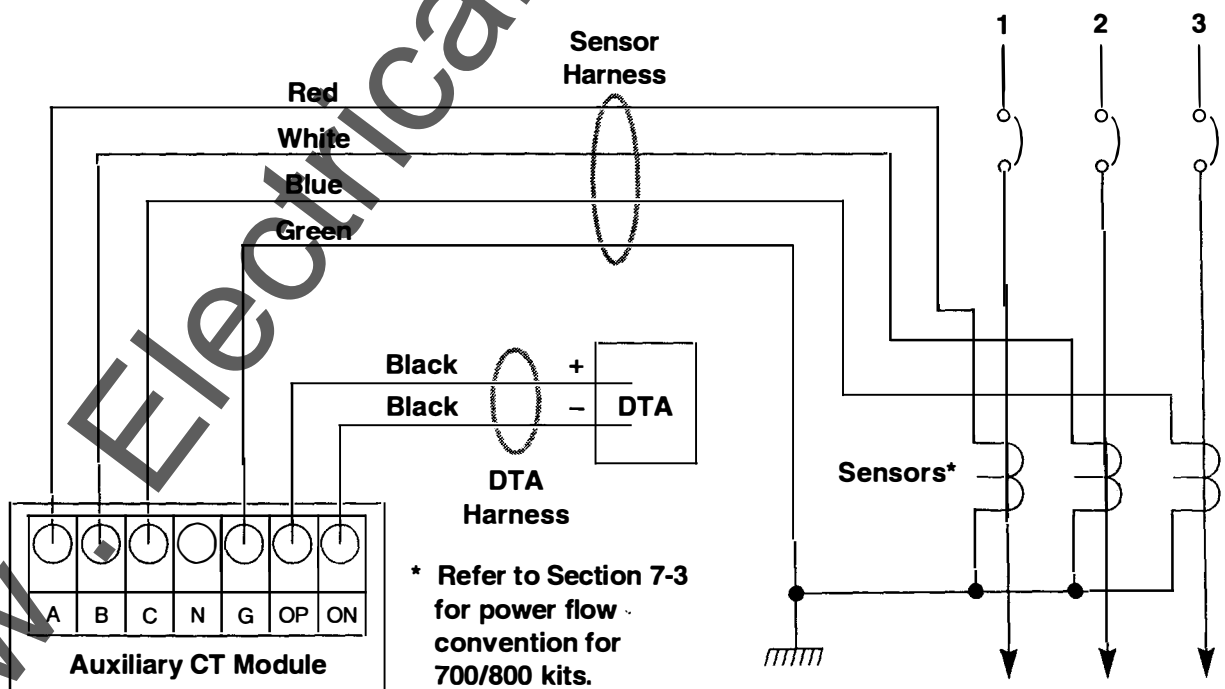 1 2 3
Sensor
Harness
Red
White
Blue
Green
Black +
Black − DTA
DTA
Harness
Sensors*
* Refer to Section 7-3
for power flow
convention for
700/800 kits.
A B C N G OP ON
Auxiliary CT Module
w. Electrical